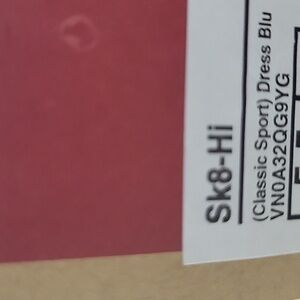 Sk8-Hi
(Classic Sport) Dress Blu
VN0A32QG9YG